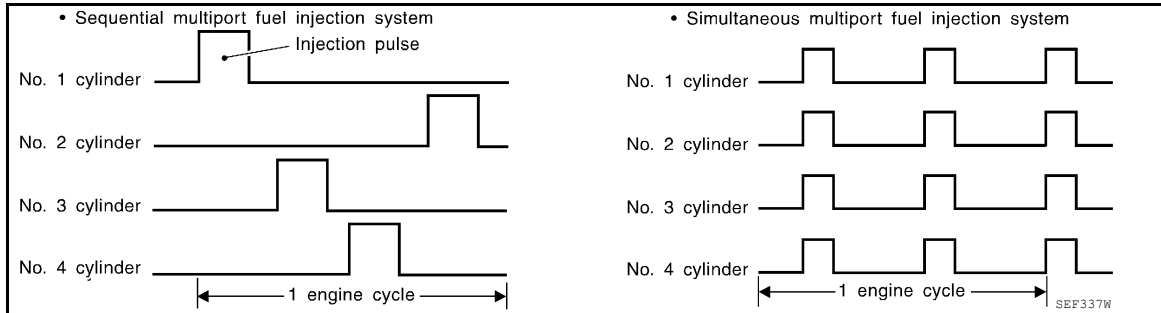 • Sequential multiport fuel injection system
Injection pulse
No. 1 cylinder
No. 2 cylinder
No. 3 cylinder
No. 4 cylinder
1 engine cycle
• Simultaneous multiport fuel injection system
No. 1 cylinder
No. 2 cylinder
No. 3 cylinder
No. 4 cylinder
1 engine cycle
SEF337W